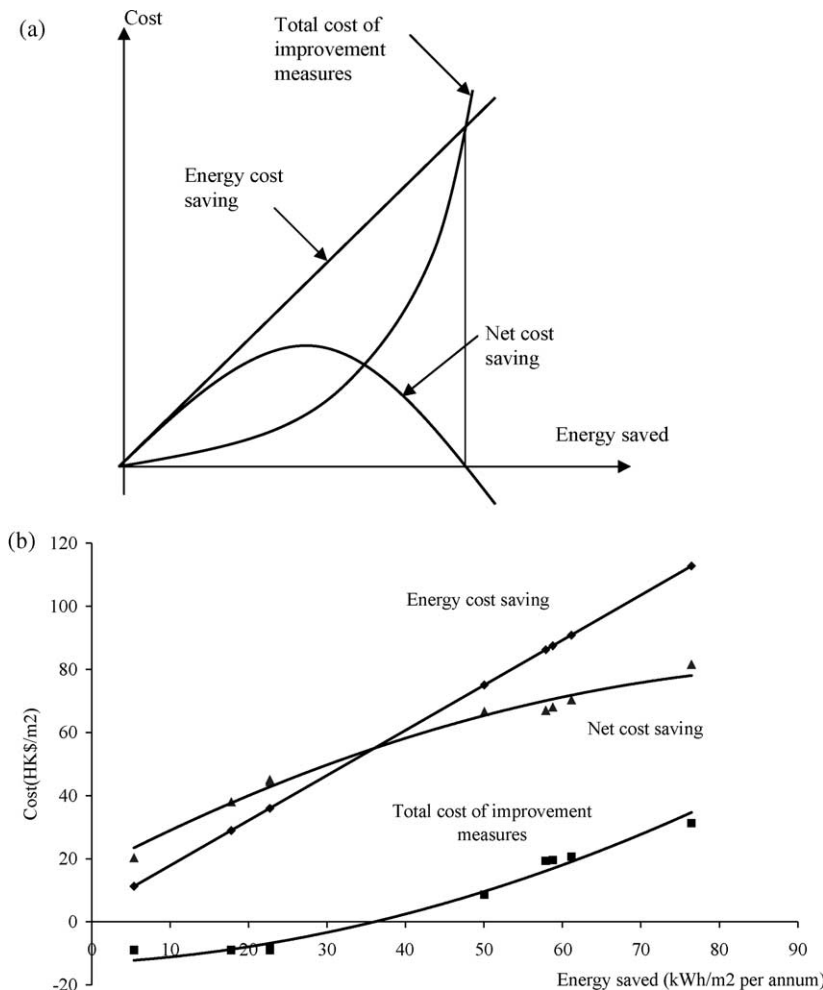 (a)
Cost
Total cost of
improvement
measures
Energy cost
saving
Net cost
saving
Energy saved
(b)
120
100
80
60
40
20
0
-20
Cost(HK$/m2)
Energy cost saving
Net cost saving
Total cost of improvement
measures
0 10 20 30 40 50 60 70 80 90
Energy saved (kWh/m2 per annum)